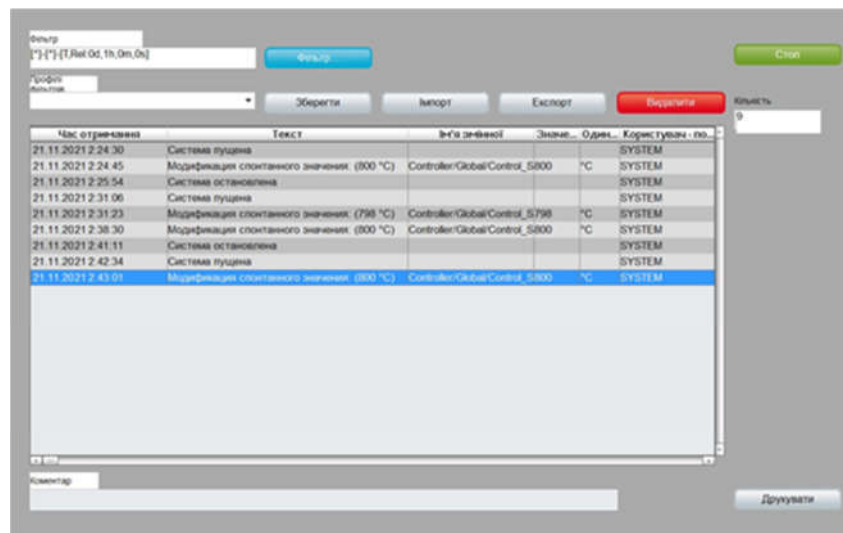 Фільтр
[*]-[*]-[T,Rel:0d,1h,0m,0s]
Фільтр...
Стоп
Профілі
фільтрів
Зберегти Імпорт Експорт Видалити
Кількість
9
Час отримання Текст Ім'я змінної Значе... Один... Користувач - по...
21.11.2021 2:24:30 Система пущена SYSTEM
21.11.2021 2:24:45 Модификация спонтанного значения: (800 °C) Controller/Global/Control_S800 °C SYSTEM
21.11.2021 2:25:54 Система остановлена SYSTEM
21.11.2021 2:31:06 Система пущена SYSTEM
21.11.2021 2:31:23 Модификация спонтанного значения: (798 °C) Controller/Global/Control_S798 °C SYSTEM
21.11.2021 2:38:30 Модификация спонтанного значения: (800 °C) Controller/Global/Control_S800 °C SYSTEM
21.11.2021 2:41:11 Система остановлена SYSTEM
21.11.2021 2:42:34 Система пущена SYSTEM
21.11.2021 2:43:01 Модификация спонтанного значения: (800 °C) Controller/Global/Control_S800 °C SYSTEM
Коментар
Друкувати